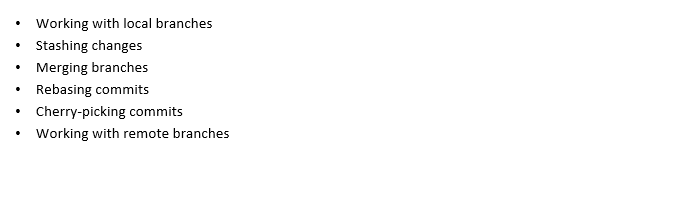 • Working with local branches
• Stashing changes
• Merging branches
• Rebasing commits
• Cherry-picking commits
• Working with remote branches